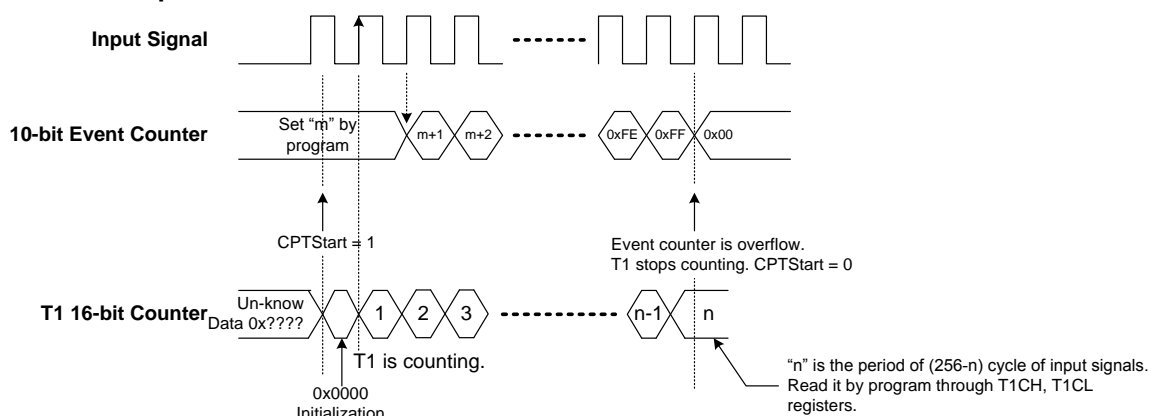 Input Signal
10-bit Event Counter
Set “m” by
program
m+1
m+2
0xFE
0xFF
0x00
CPTStart = 1
Event counter is overflow.
T1 stops counting. CPTStart = 0
T1 16-bit Counter
Un-know
Data 0x????
1
2
3
n-1
n
T1 is counting.
0x0000
Initialization
“n” is the period of (256-n) cycle of input signals.
Read it by program through T1CH, T1CL
registers.